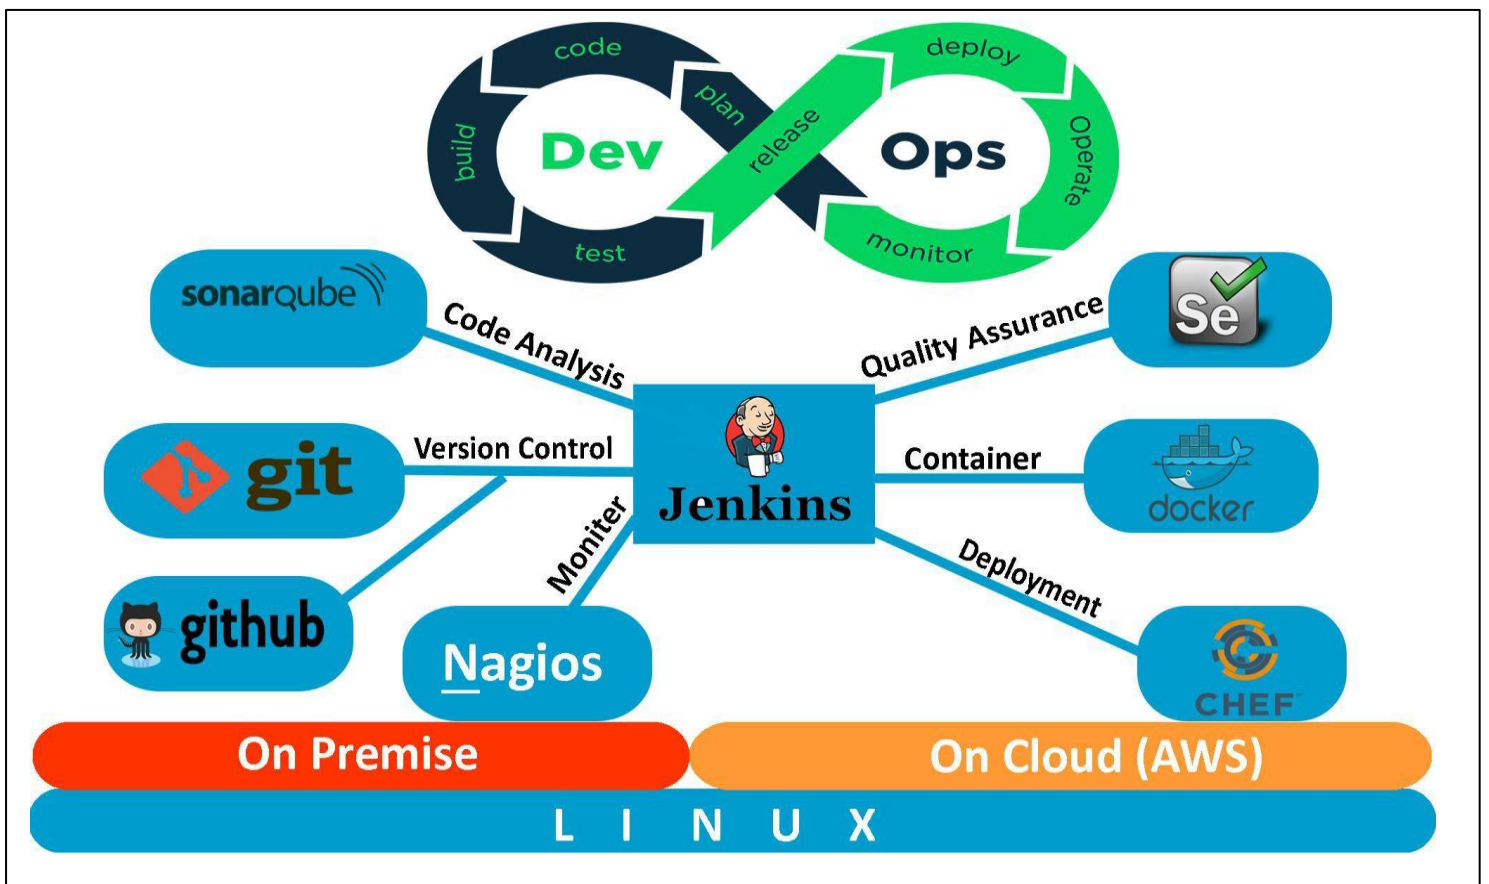 code
deploy
plan
build
Dev
release
Ops
Operate
test
monitor
sonarqube
Code Analysis
Quality Assurance
Se
git
Version Control
Jenkins
Container
docker
Moniter
Deployment
github
Nagios
CHEF
On Premise
On Cloud (AWS)
L I N U X